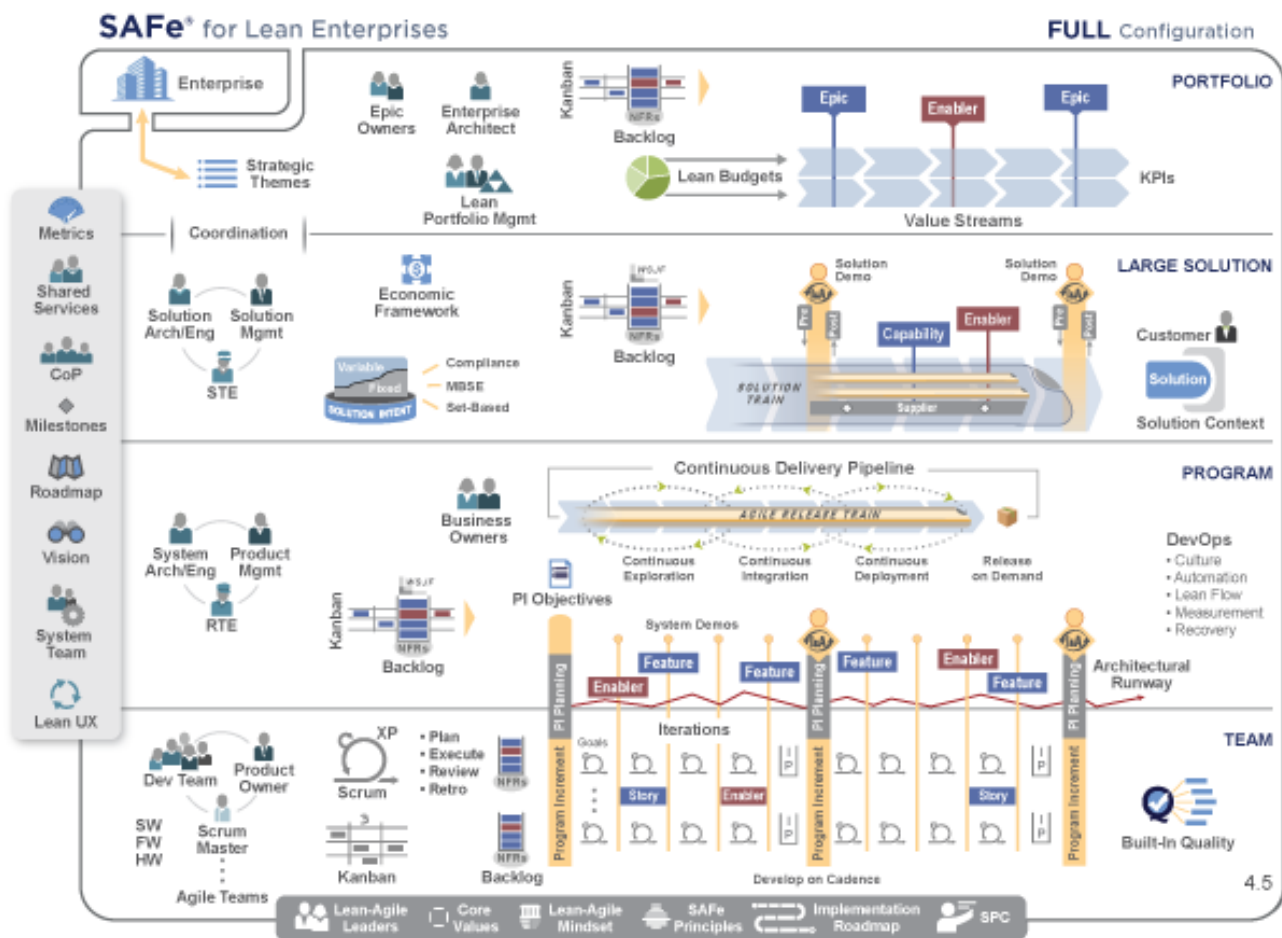 SAFe® for Lean Enterprises
FULL Configuration
Enterprise
Strategic
Themes
Epic
Owners
Enterprise
Architect
Lean
Portfolio Mgmt
Kanban
NFRs
Backlog
Lean Budgets
Epic
Enabler
Epic
KPIs
Value Streams
PORTFOLIO
Metrics
Shared
Services
CoP
Milestones
Roadmap
Vision
System
Team
Lean UX
Coordination
Solution
Arch/Eng
Solution
Mgmt
STE
Economic
Framework
Variable
Fixed
SOLUTION INTENT
Compliance
MBSE
Set-Based
Kanban
WSJF
NFRs
Backlog
Solution
Demo
Solution
Demo
I&A
I&A
Pre
Post
Pre
Post
Capability
Enabler
SOLUTION
TRAIN
Supplier
LARGE SOLUTION
Customer
Solution
Solution Context
System
Arch/Eng
Product
Mgmt
RTE
Business
Owners
Continuous Delivery Pipeline
AGILE RELEASE TRAIN
Continuous
Exploration
Continuous
Integration
Continuous
Deployment
Release
on Demand
PROGRAM
DevOps
• Culture
• Automation
• Lean Flow
• Measurement
• Recovery
Kanban
WSJF
NFRs
Backlog
PI Objectives
System Demos
I&A
I&A
Enabler
Feature
Feature
Feature
Enabler
Feature
Architectural
Runway
PI Planning
PI Planning
PI Planning
Dev Team
Product
Owner
Scrum
Master
SW
FW
HW
Agile Teams
XP
Scrum
• Plan
• Execute
• Review
• Retro
3
Kanban
NFRs
NFRs
Backlog
Program Increment
Program Increment
Program Increment
Iterations
Goals
Story
Enabler
Story
I
P
I
P
I
P
I
P
Develop on Cadence
TEAM
Built-In Quality
4.5
Lean-Agile
Leaders
Core
Values
Lean-Agile
Mindset
SAFe
Principles
Implementation
Roadmap
SPC